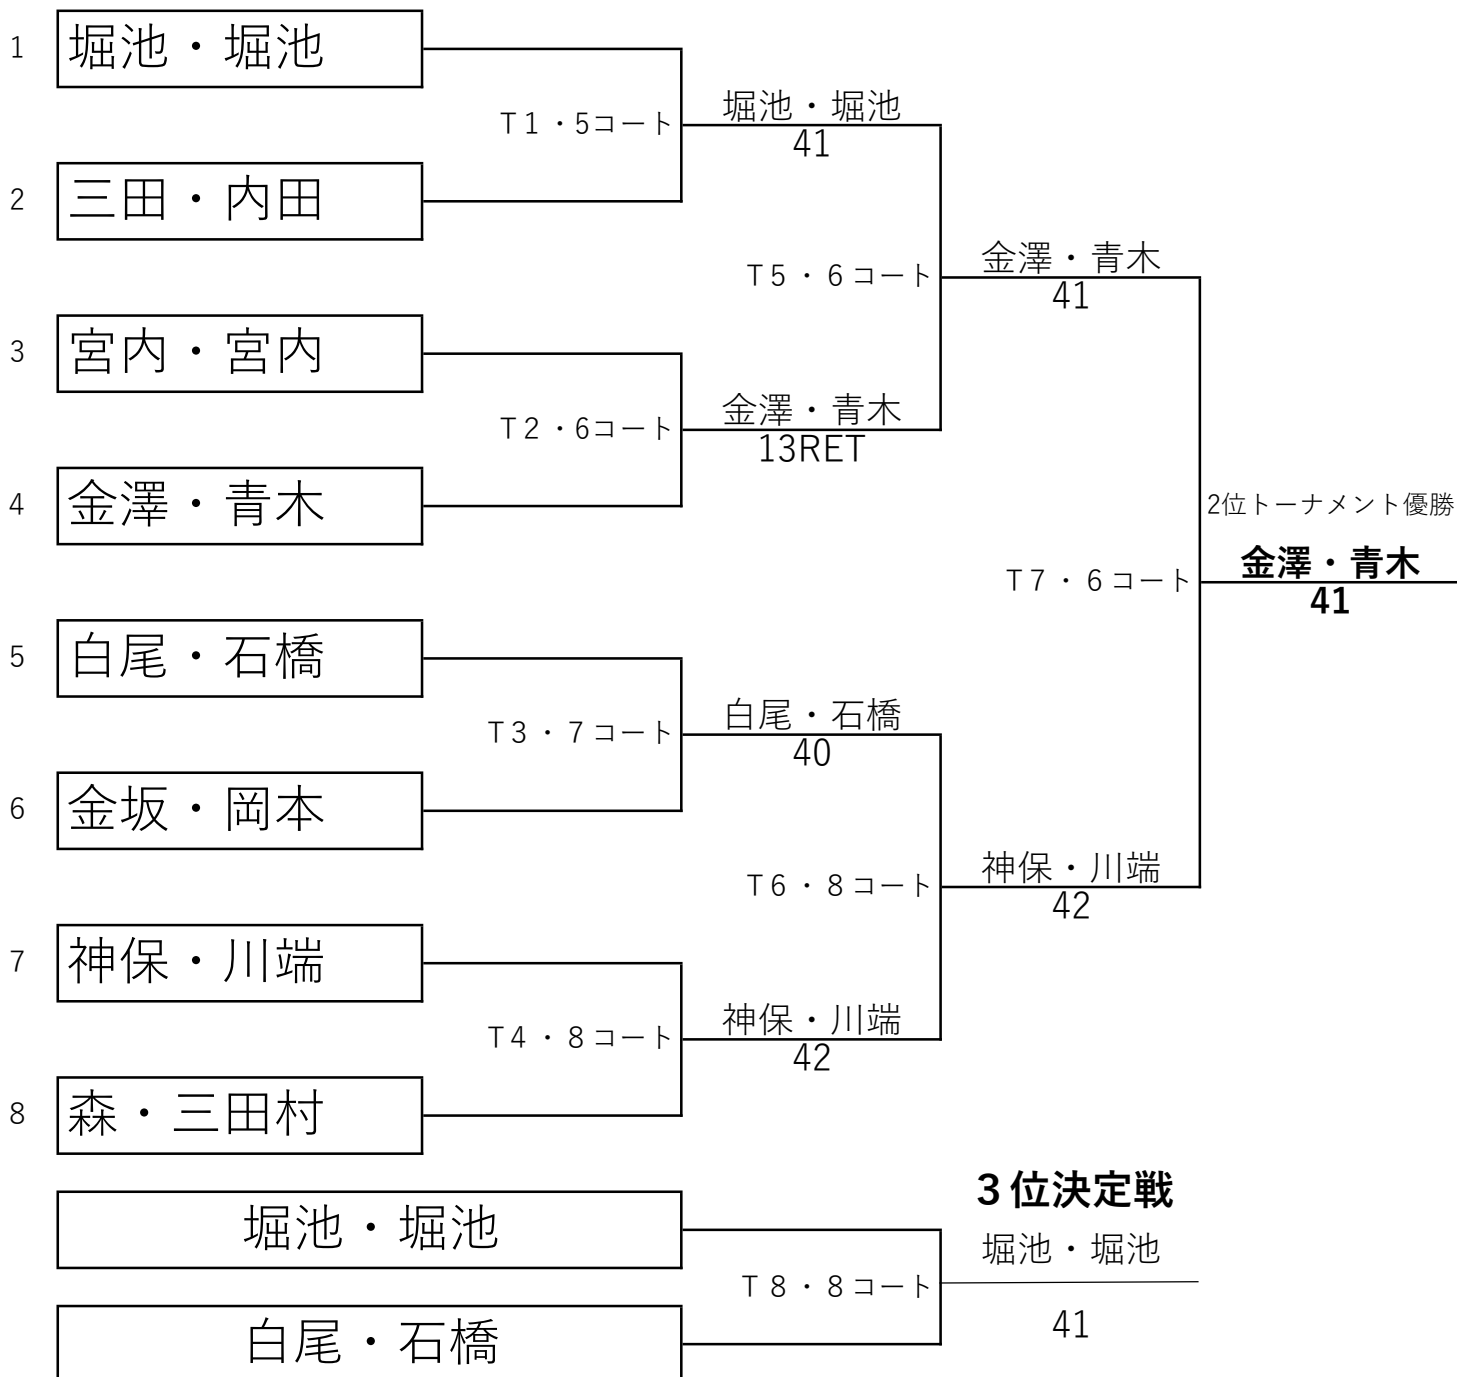 1
堀池・堀池
堀池・堀池
T１・5コート
41
2
三田・内田
金澤・青木
T５・６コート
41
3
宮内・宮内
金澤・青木
T２・6コート
13RET
4
金澤・青木
2位トーナメント優勝
金澤・青木
T７・６コート
41
5
白尾・石橋
白尾・石橋
T３・７コート
40
6
金坂・岡本
神保・川端
T６・８コート
42
7
神保・川端
神保・川端
T４・８コート
42
8
森・三田村
３位決定戦
堀池・堀池
堀池・堀池
T８・８コート
41
白尾・石橋